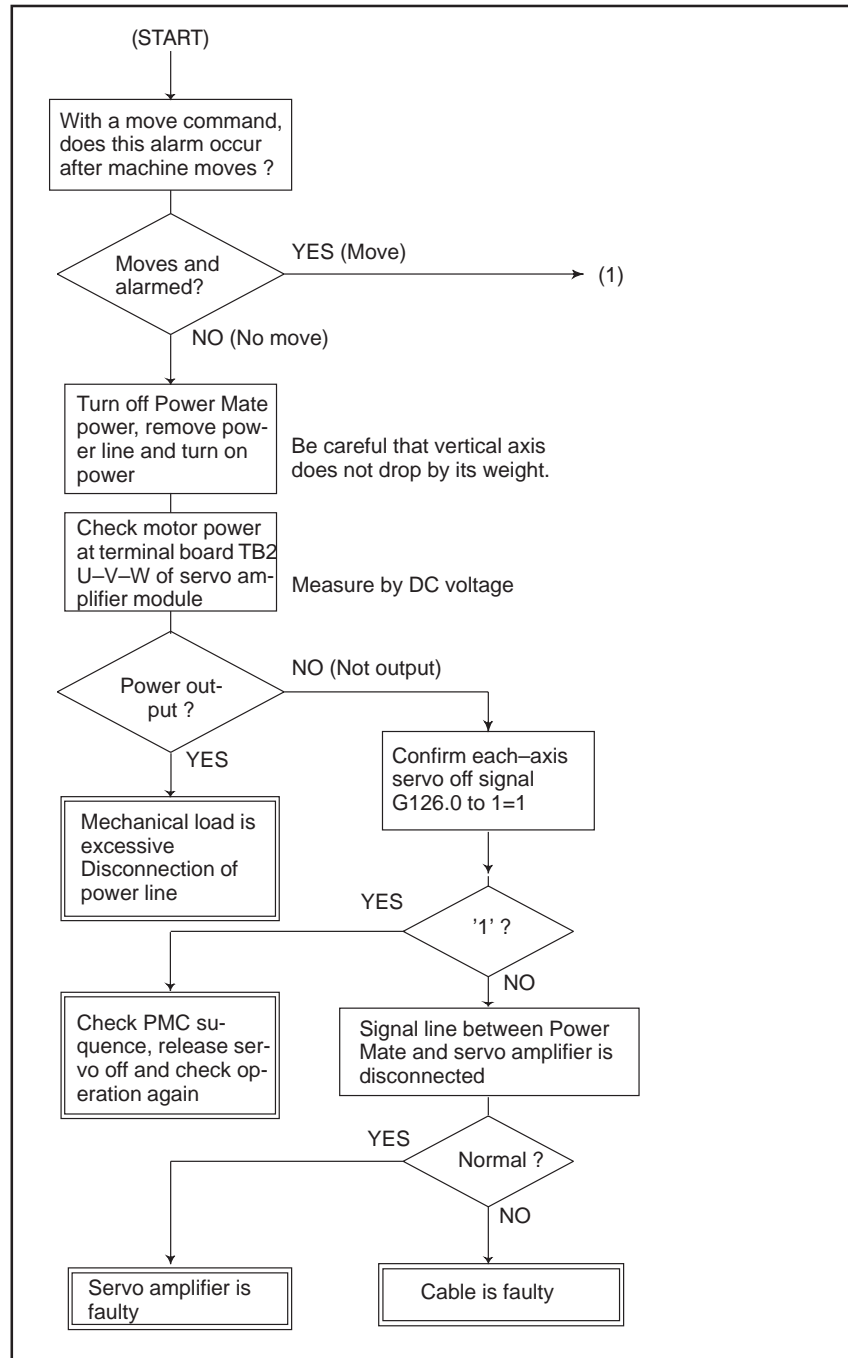 (START)
With a move command,
does this alarm occur
after machine moves ?
Moves and
alarmed?
YES (Move)
(1)
NO (No move)
Turn off Power Mate
power, remove pow-
er line and turn on
power
Be careful that vertical axis
does not drop by its weight.
Check motor power
at terminal board TB2
U–V–W of servo am-
plifier module
Measure by DC voltage
Power out-
put ?
NO (Not output)
YES
Confirm each–axis
servo off signal
G126.0 to 1=1
Mechanical load is
excessive
Disconnection of
power line
YES
'1' ?
NO
Check PMC su-
quence, release ser-
vo off and check op-
eration again
Signal line between Power
Mate and servo amplifier is
disconnected
YES
Normal ?
NO
Servo amplifier is
faulty
Cable is faulty